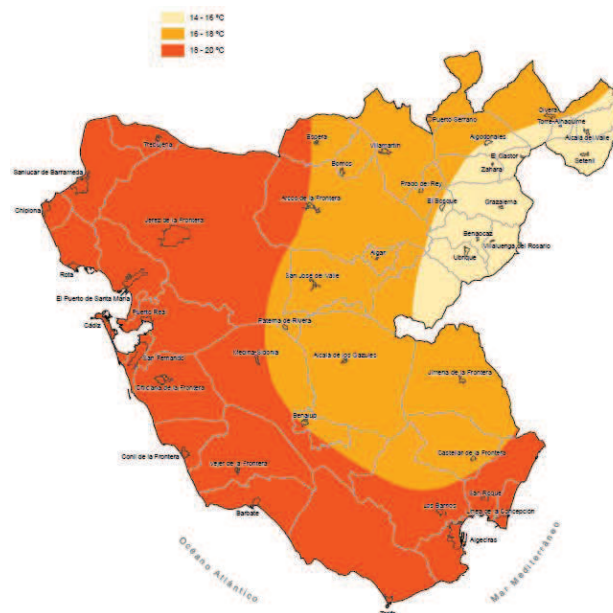 14 - 16 ºC
16 - 18 ºC
18 - 20 ºC
Olvera
Torre-Alhaquime
Puerto Serrano
Alcalá del Valle
Trebujena
Espera
Algodonales
Villamartín
Setenil
El Gastor
Bornos
Zahara
Sanlúcar de Barrameda
Prado del Rey
El Bosque
Grazalema
Chipiona
Arcos de la Frontera
Jerez de la Frontera
Benaocaz
Villaluenga del Rosario
Ubrique
Algar
Rota
San José del Valle
El Puerto de Santa María
Puerto Real
Cádiz
Paterna de Rivera
San Fernando
Medina Sidonia
Alcalá de los Gazules
Chiclana de la Frontera
Jimena de la Frontera
Benalup
Conil de la Frontera
Castellar de la Frontera
Vejer de la Frontera
San Roque
Barbate
Los Barrios
Línea de la Concepción
Algeciras
Océano Atlántico
Mar Mediterráneo